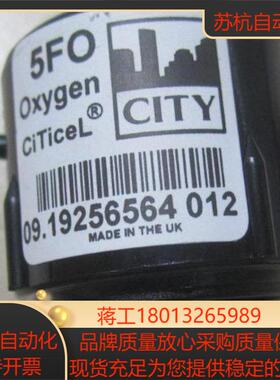 苏杭自动化
5FO
Oxygen
CiTiceL®
CITY
09.19256564 012
MADE IN THE UK
蒋工18013265989
自动化 品牌质量放心采购质量保
开票 现货充足为您提供稳定的